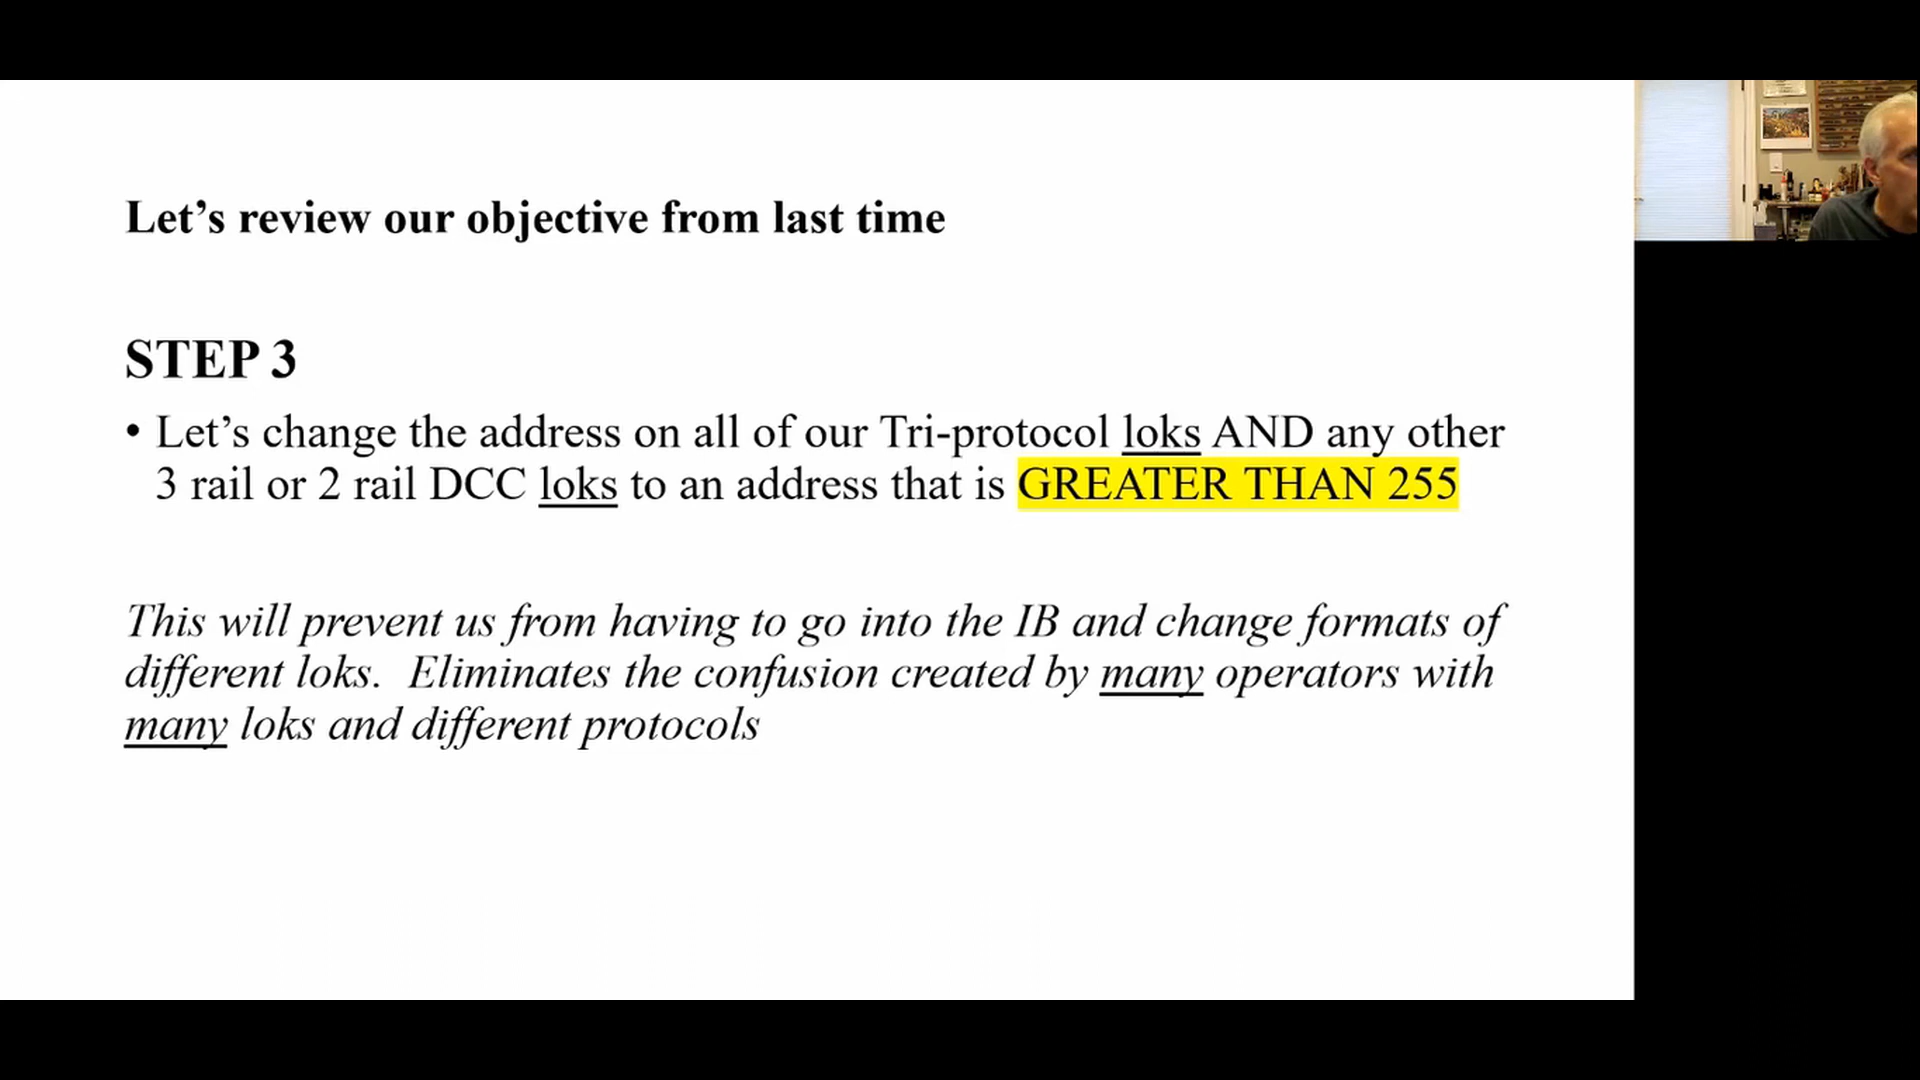 Let’s review our objective from last time
STEP 3
• Let’s change the address on all of our Tri-protocol loks AND any other
3 rail or 2 rail DCC loks to an address that is GREATER THAN 255
This will prevent us from having to go into the IB and change formats of
different loks.  Eliminates the confusion created by many operators with
many loks and different protocols